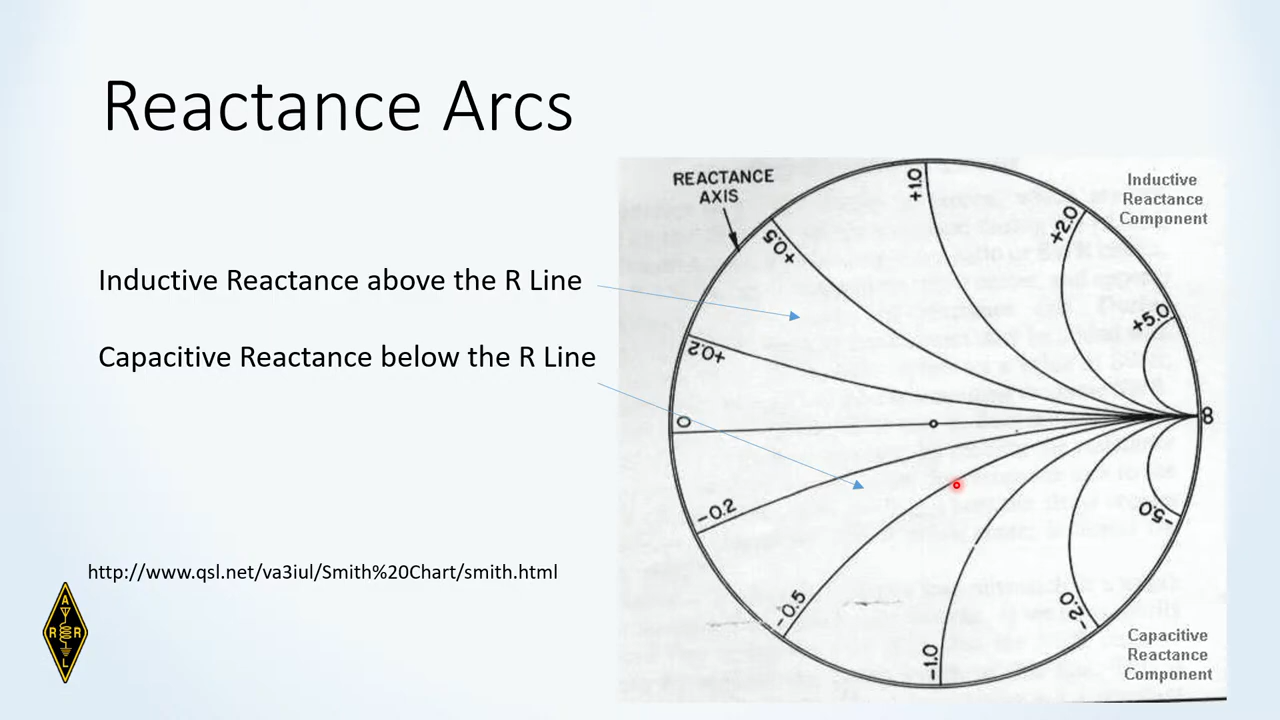 Reactance Arcs
REACTANCE
AXIS
Inductive
Reactance
Component
+1.0
+2.0
+0.5
+5.0
+0.2
Inductive Reactance above the R Line
Capacitive Reactance below the R Line
0
∞
-0.2
-5.0
-0.5
-2.0
-1.0
Capacitive
Reactance
Component
http://www.qsl.net/va3iul/Smith%20Chart/smith.html
A
R R
L